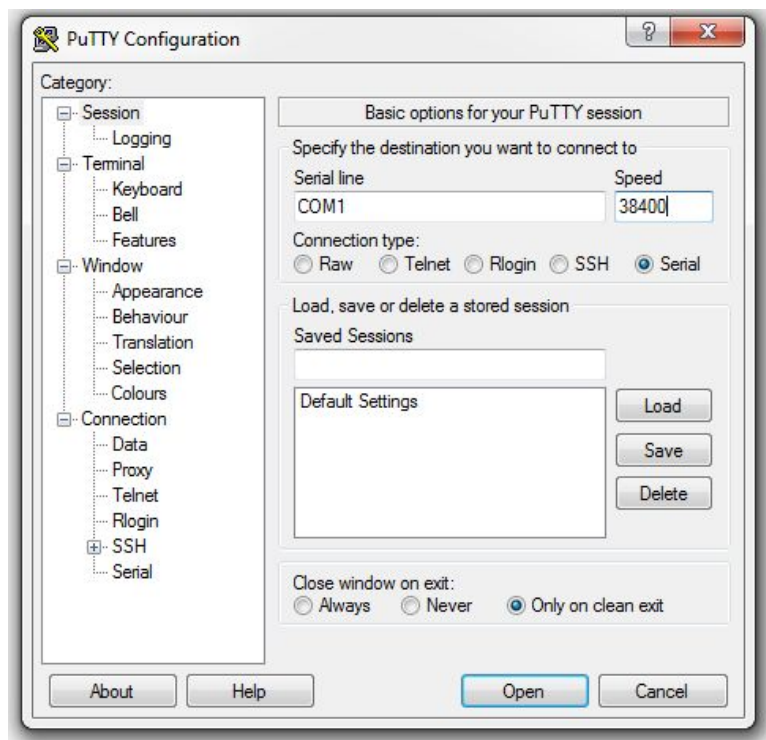 PuTTY Configuration
Category:
Session
Logging
Terminal
Keyboard
Bell
Features
Window
Appearance
Behaviour
Translation
Selection
Colours
Connection
Data
Proxy
Telnet
Rlogin
SSH
Serial
Basic options for your PuTTY session
Specify the destination you want to connect to
Serial line Speed
COM1 38400
Connection type:
Raw Telnet Rlogin SSH Serial
Load, save or delete a stored session
Saved Sessions
Default Settings
Load
Save
Delete
Close window on exit:
Always Never Only on clean exit
About Help Open Cancel